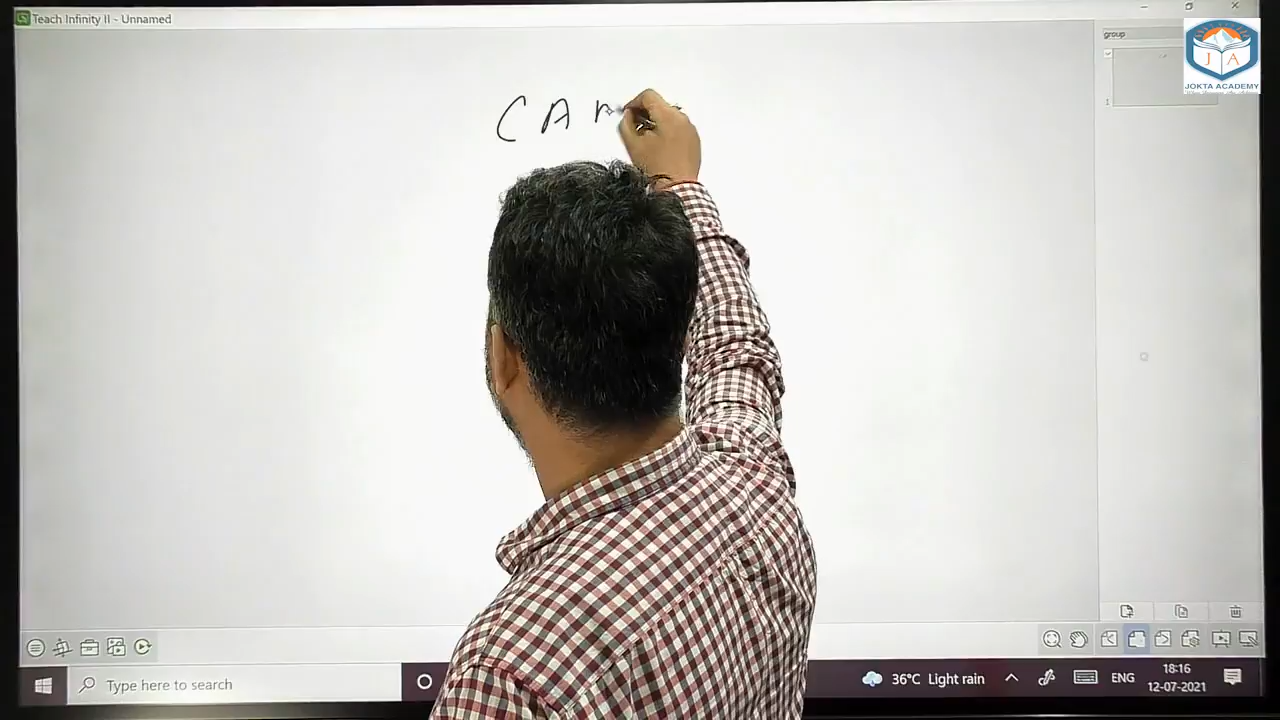 Teach Infinity II - Unnamed
group
J A
JOKTA ACADEMY
C A
1
Type here to search
36°C Light rain
ENG
18:16
12-07-2021